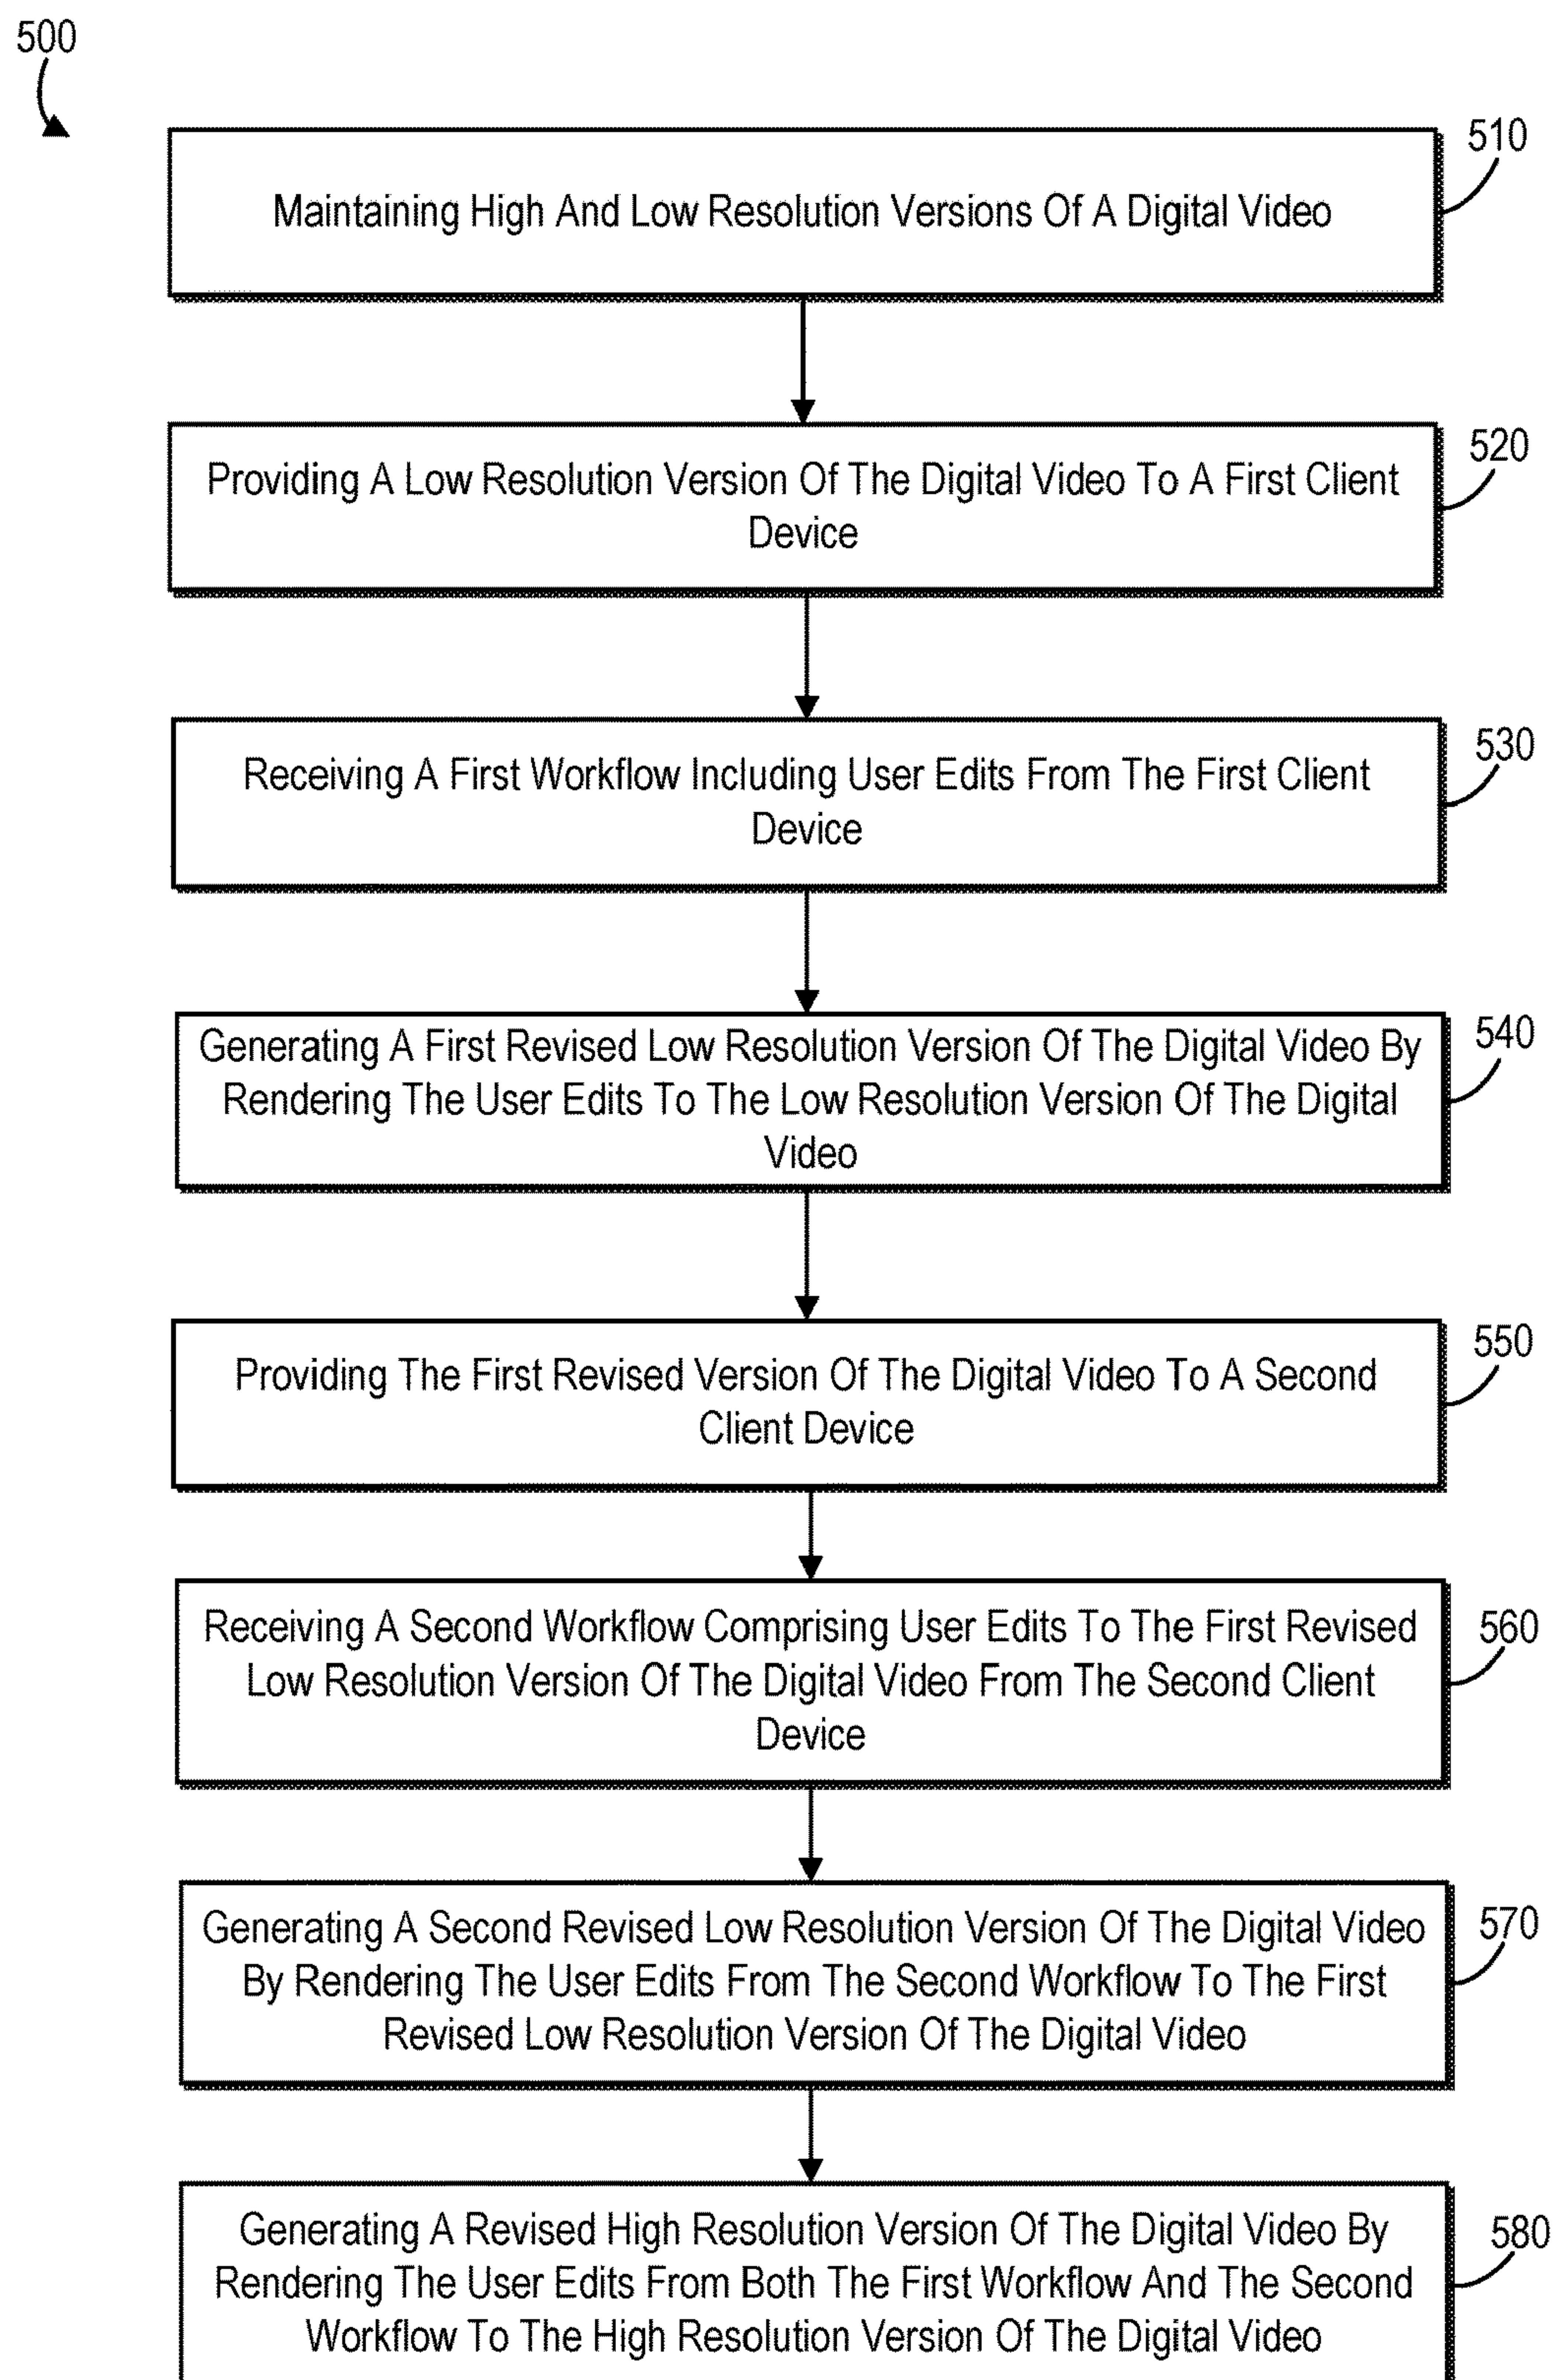 500
510
Maintaining High And Low Resolution Versions Of A Digital Video
520
Providing A Low Resolution Version Of The Digital Video To A First Client
Device
530
Receiving A First Workflow Including User Edits From The First Client
Device
540
Generating A First Revised Low Resolution Version Of The Digital Video By
Rendering The User Edits To The Low Resolution Version Of The Digital
Video
550
Providing The First Revised Version Of The Digital Video To A Second
Client Device
560
Receiving A Second Workflow Comprising User Edits To The First Revised
Low Resolution Version Of The Digital Video From The Second Client
Device
570
Generating A Second Revised Low Resolution Version Of The Digital Video
By Rendering The User Edits From The Second Workflow To The First
Revised Low Resolution Version Of The Digital Video
580
Generating A Revised High Resolution Version Of The Digital Video By
Rendering The User Edits From Both The First Workflow And The Second
Workflow To The High Resolution Version Of The Digital Video